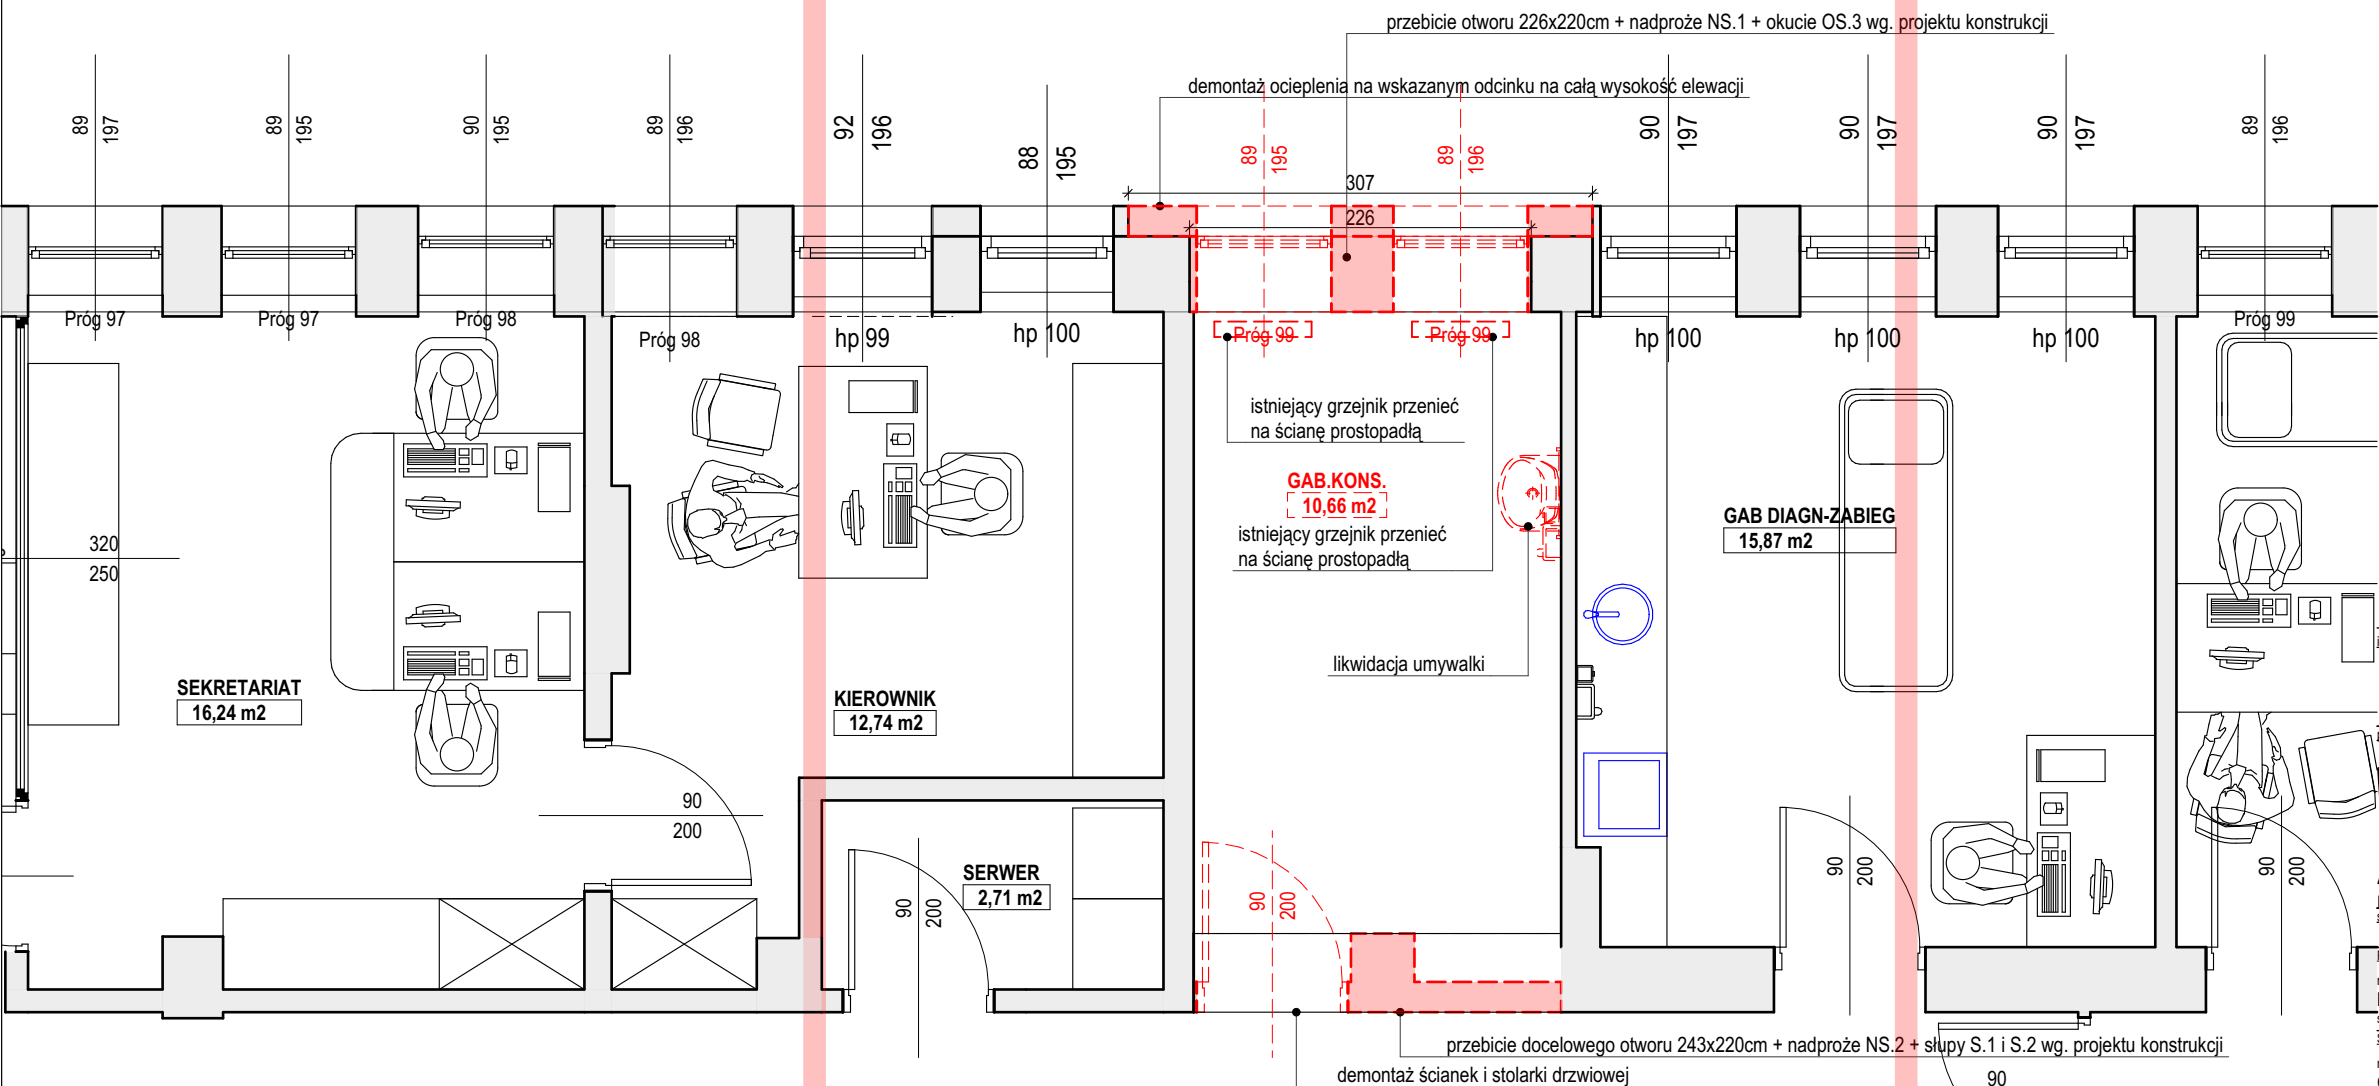 przebicie otworu 226x220cm + nadproże NS.1 + okucie OS.3 wg. projektu konstrukcji
demontaż ocieplenia na wskazanym odcinku na całą wysokość elewacji
89 197
89 195
90 195
89 196
92 196
88 195
89 195
89 196
90 197
90 197
90 197
89 196
307
226
Próg 97
Próg 97
Próg 98
Próg 98
hp 99
hp 100
Próg 99
Próg 99
hp 100
hp 100
hp 100
Próg 99
istniejący grzejnik przenieć
na ścianę prostopadłą
GAB.KONS.
10,66 m2
istniejący grzejnik przenieć
na ścianę prostopadłą
GAB DIAGN-ZABIEG
15,87 m2
320
250
likwidacja umywalki
SEKRETARIAT
16,24 m2
KIEROWNIK
12,74 m2
90
200
SERWER
2,71 m2
90 200
90 200
90 200
90 200
przebicie docelowego otworu 243x220cm + nadproże NS.2 + słupy S.1 i S.2 wg. projektu konstrukcji
demontaż ścianek i stolarki drzwiowej
90